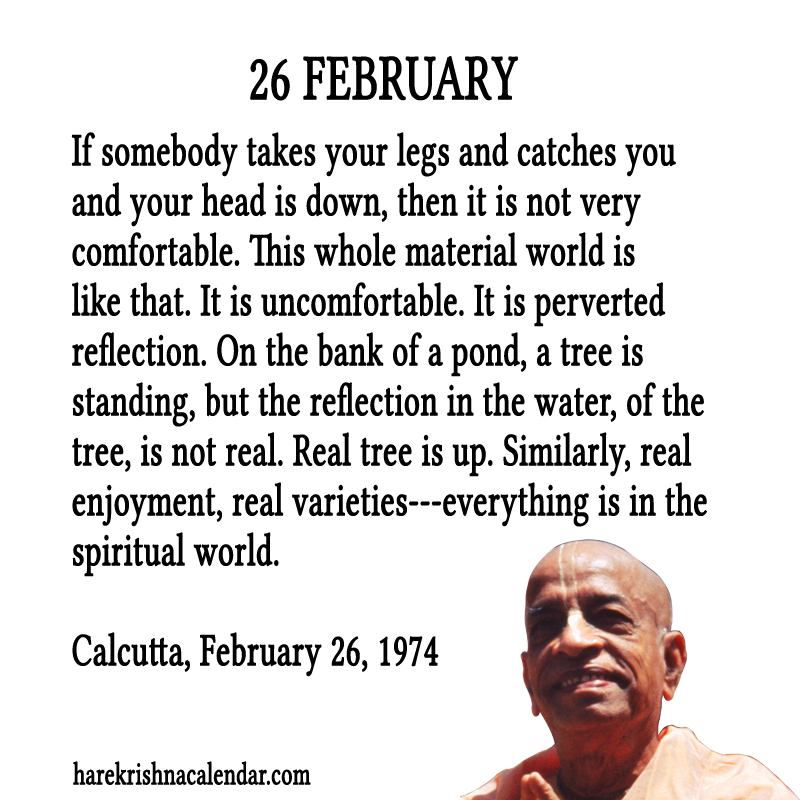 26 FEBRUARY
If somebody takes your legs and catches you
and your head is down, then it is not very
comfortable. This whole material world is
like that. It is uncomfortable. It is perverted
reflection. On the bank of a pond, a tree is
standing, but the reflection in the water, of the
tree, is not real. Real tree is up. Similarly, real
enjoyment, real varieties---everything is in the
spiritual world.
Calcutta, February 26, 1974
harekrishnacalendar.com